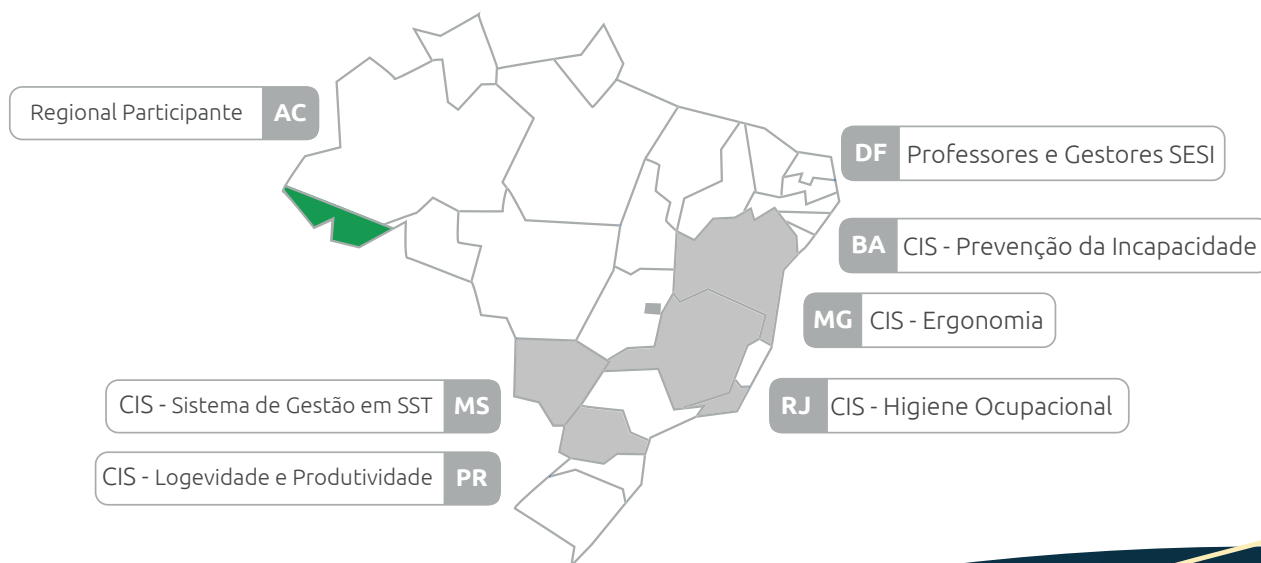 Regional Participante AC
DF Professores e Gestores SESI
BA CIS - Prevenção da Incapacidade
MG CIS - Ergonomia
CIS - Sistema de Gestão em SST MS
RJ CIS - Higiene Ocupacional
CIS - Logevidade e Produtividade PR